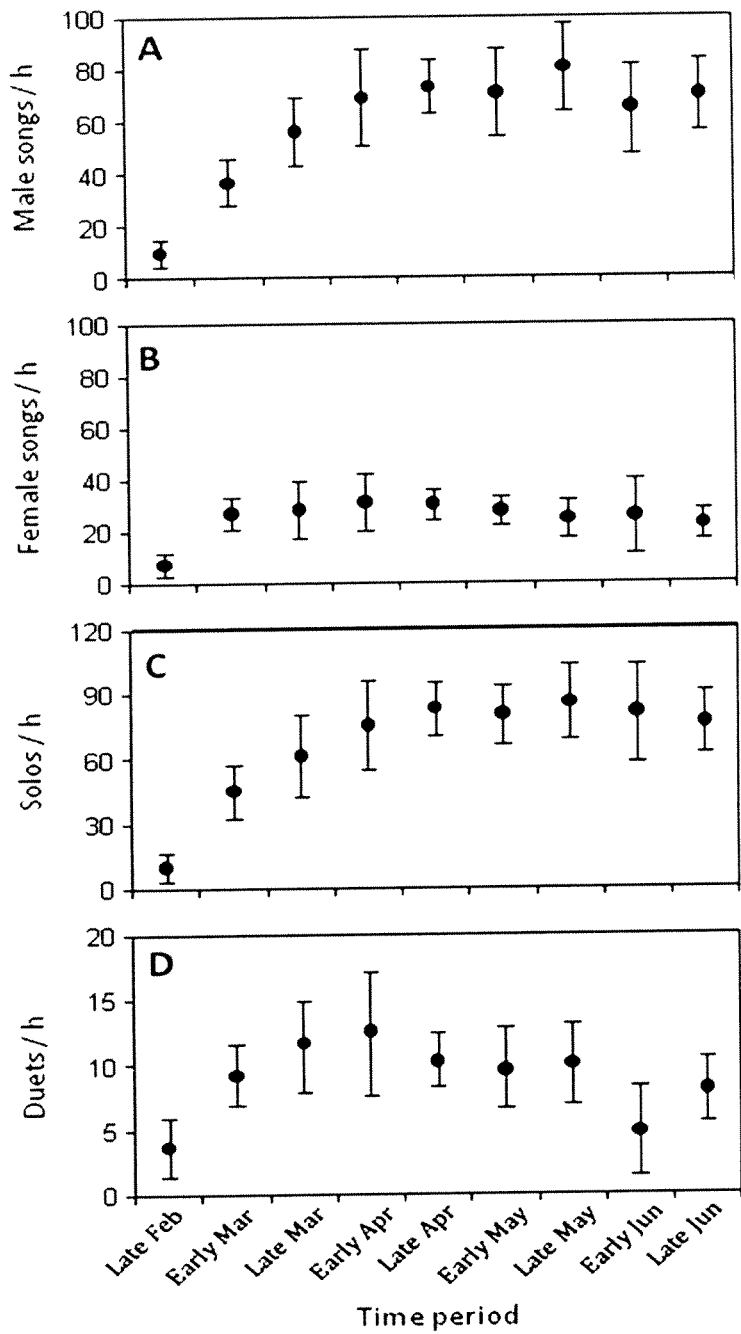 A
Male songs / h
100
80
60
40
20
0
B
Female songs / h
100
80
60
40
20
0
C
Solos / h
120
90
60
30
0
D
Duets / h
20
15
10
5
0
Late Feb
Early Mar
Late Mar
Early Apr
Late Apr
Early May
Late May
Early Jun
Late Jun
Time period